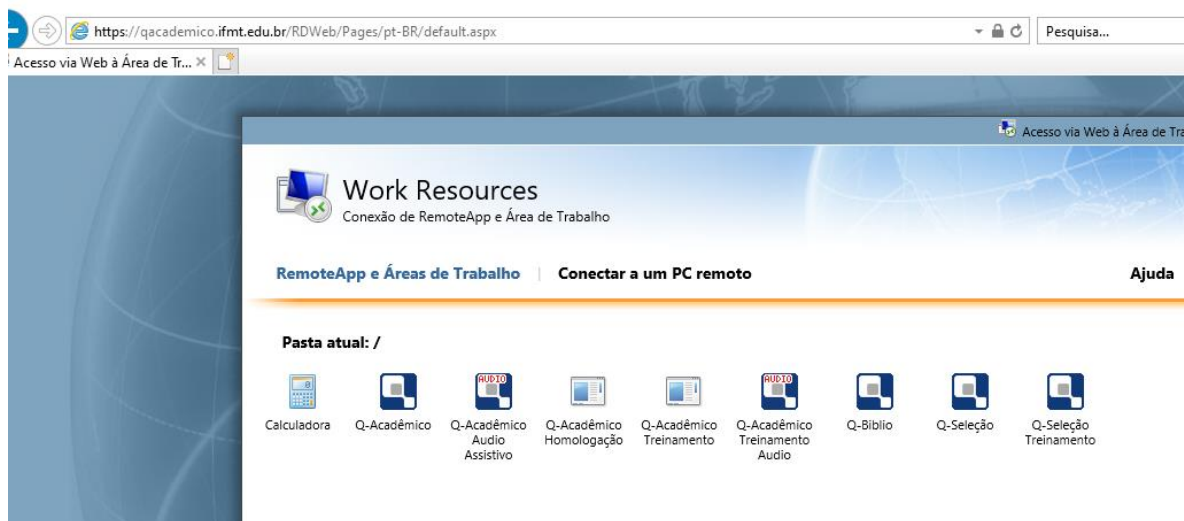 https://qacademico.ifmt.edu.br/RDWeb/Pages/pt-BR/default.aspx
Pesquisa...
Acesso via Web à Área de Tr...
Acesso via Web à Área de Tra
Work Resources
Conexão de RemoteApp e Área de Trabalho
RemoteApp e Áreas de Trabalho | Conectar a um PC remoto
Ajuda
Pasta atual: /
AUDIO
AUDIO
Calculadora
Q-Acadêmico
Q-Acadêmico
Audio
Assistivo
Q-Acadêmico
Homologação
Q-Acadêmico
Treinamento
Q-Acadêmico
Treinamento
Audio
Q-Biblio
Q-Seleção
Q-Seleção
Treinamento